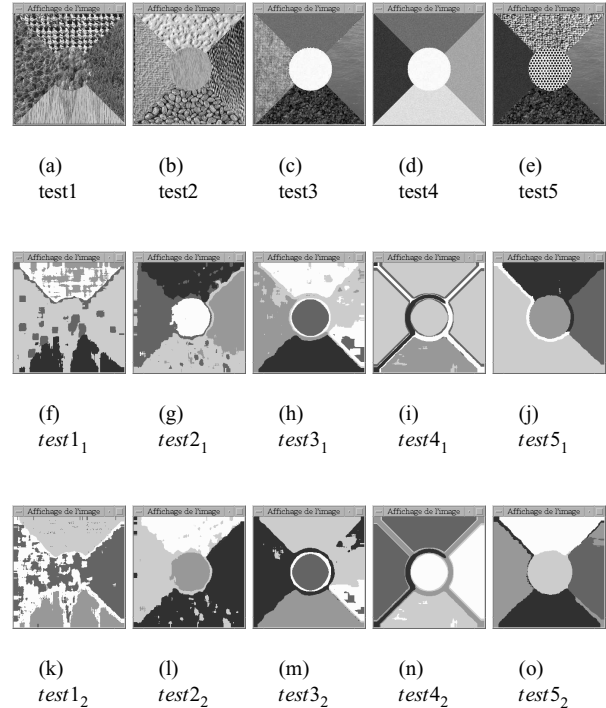 Affichage de l'image Affichage de l'image Affichage de l'image Affichage de l'image Affichage de l'image
(a) (b) (c) (d) (e)
test1 test2 test3 test4 test5
Affichage de l'image Affichage de l'image Affichage de l'image Affichage de l'image Affichage de l'image
(f) (g) (h) (i) (j)
test1₁ test2₁ test3₁ test4₁ test5₁
Affichage de l'image Affichage de l'image Affichage de l'image Affichage de l'image Affichage de l'image
(k) (l) (m) (n) (o)
test1₂ test2₂ test3₂ test4₂ test5₂